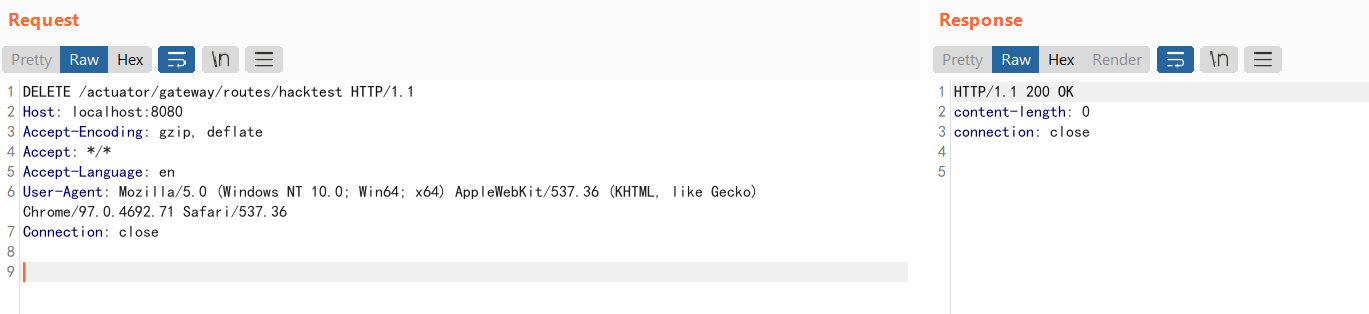 Request
Pretty Raw Hex \n
1 DELETE /actuator/gateway/routes/hacktest HTTP/1.1
2 Host: localhost:8080
3 Accept-Encoding: gzip, deflate
4 Accept: */*
5 Accept-Language: en
6 User-Agent: Mozilla/5.0 (Windows NT 10.0; Win64; x64) AppleWebKit/537.36 (KHTML, like Gecko)
Chrome/97.0.4692.71 Safari/537.36
7 Connection: close
8
9
Response
Pretty Raw Hex Render \n
1 HTTP/1.1 200 OK
2 content-length: 0
3 connection: close
4
5